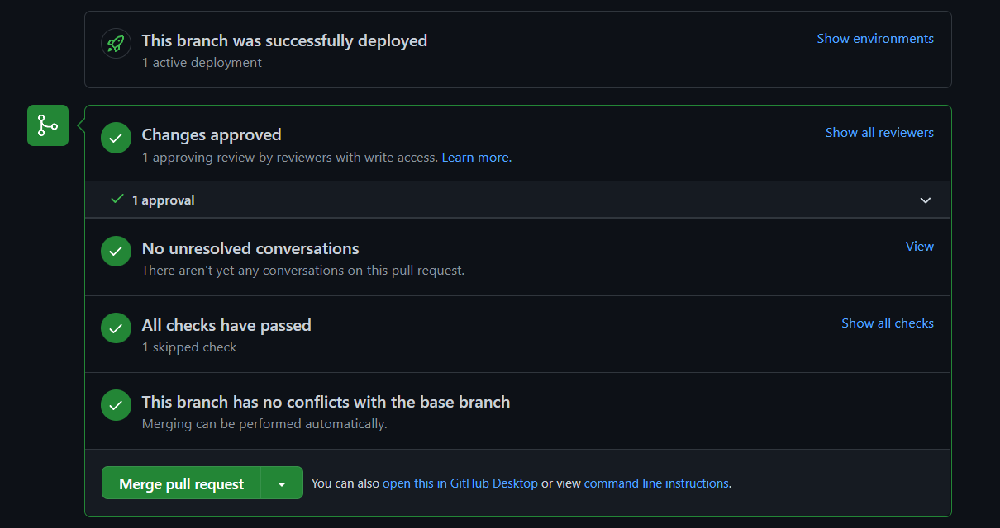 This branch was successfully deployed
Show environments
1 active deployment
Changes approved
Show all reviewers
1 approving review by reviewers with write access. Learn more.
1 approval
No unresolved conversations
View
There aren't yet any conversations on this pull request.
All checks have passed
Show all checks
1 skipped check
This branch has no conflicts with the base branch
Merging can be performed automatically.
Merge pull request
You can also open this in GitHub Desktop or view command line instructions.